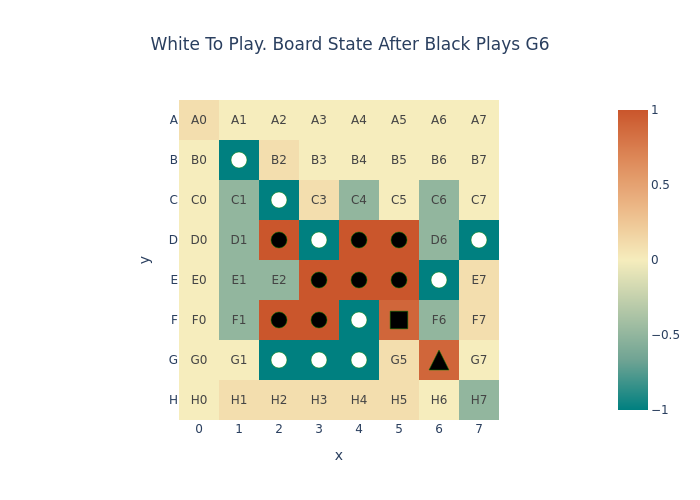 White To Play. Board State After Black Plays G6
A A0 A1 A2 A3 A4 A5 A6 A7
B B0 B2 B3 B4 B5 B6 B7
C C0 C1 C3 C4 C5 C6 C7
D D0 D1 D6
E E0 E1 E2 E7
F F0 F1 F6 F7
G G0 G1 G5 G7
H H0 H1 H2 H3 H4 H5 H6 H7
0 1 2 3 4 5 6 7
x
y
1
0.5
0
−0.5
−1